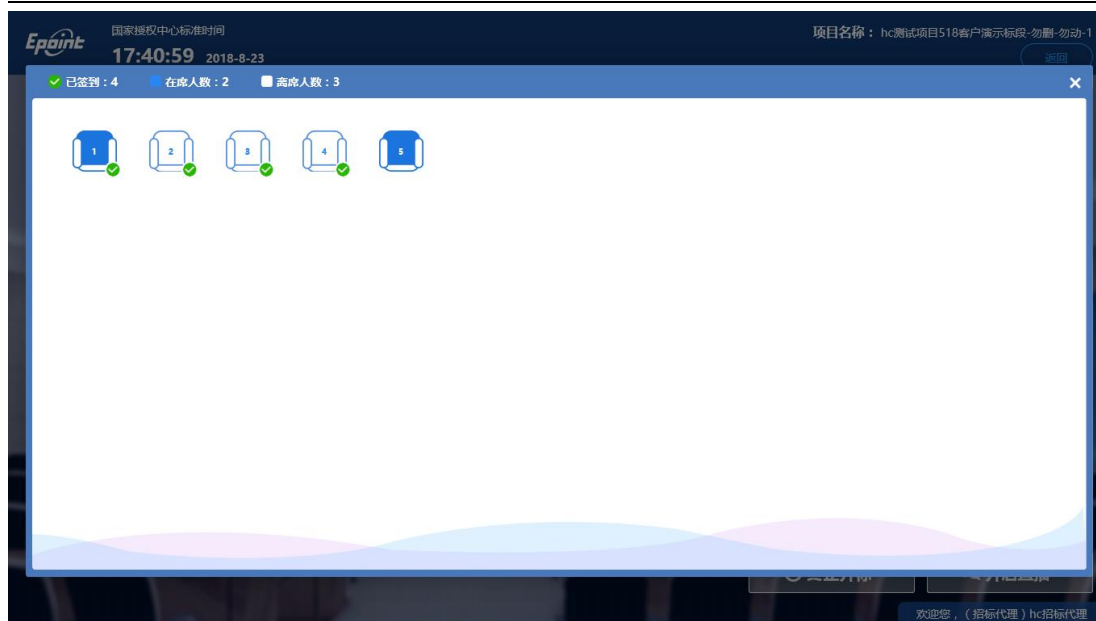 Epoint
国家授权中心标准时间
17:40:59 2018-8-23
项目名称：hc测试项目518客户演示标段-勿删-勿动-1
返回
已签到：4 在席人数：2 离席人数：3
1 2 3 4 5
欢迎您，（招标代理）hc招标代理